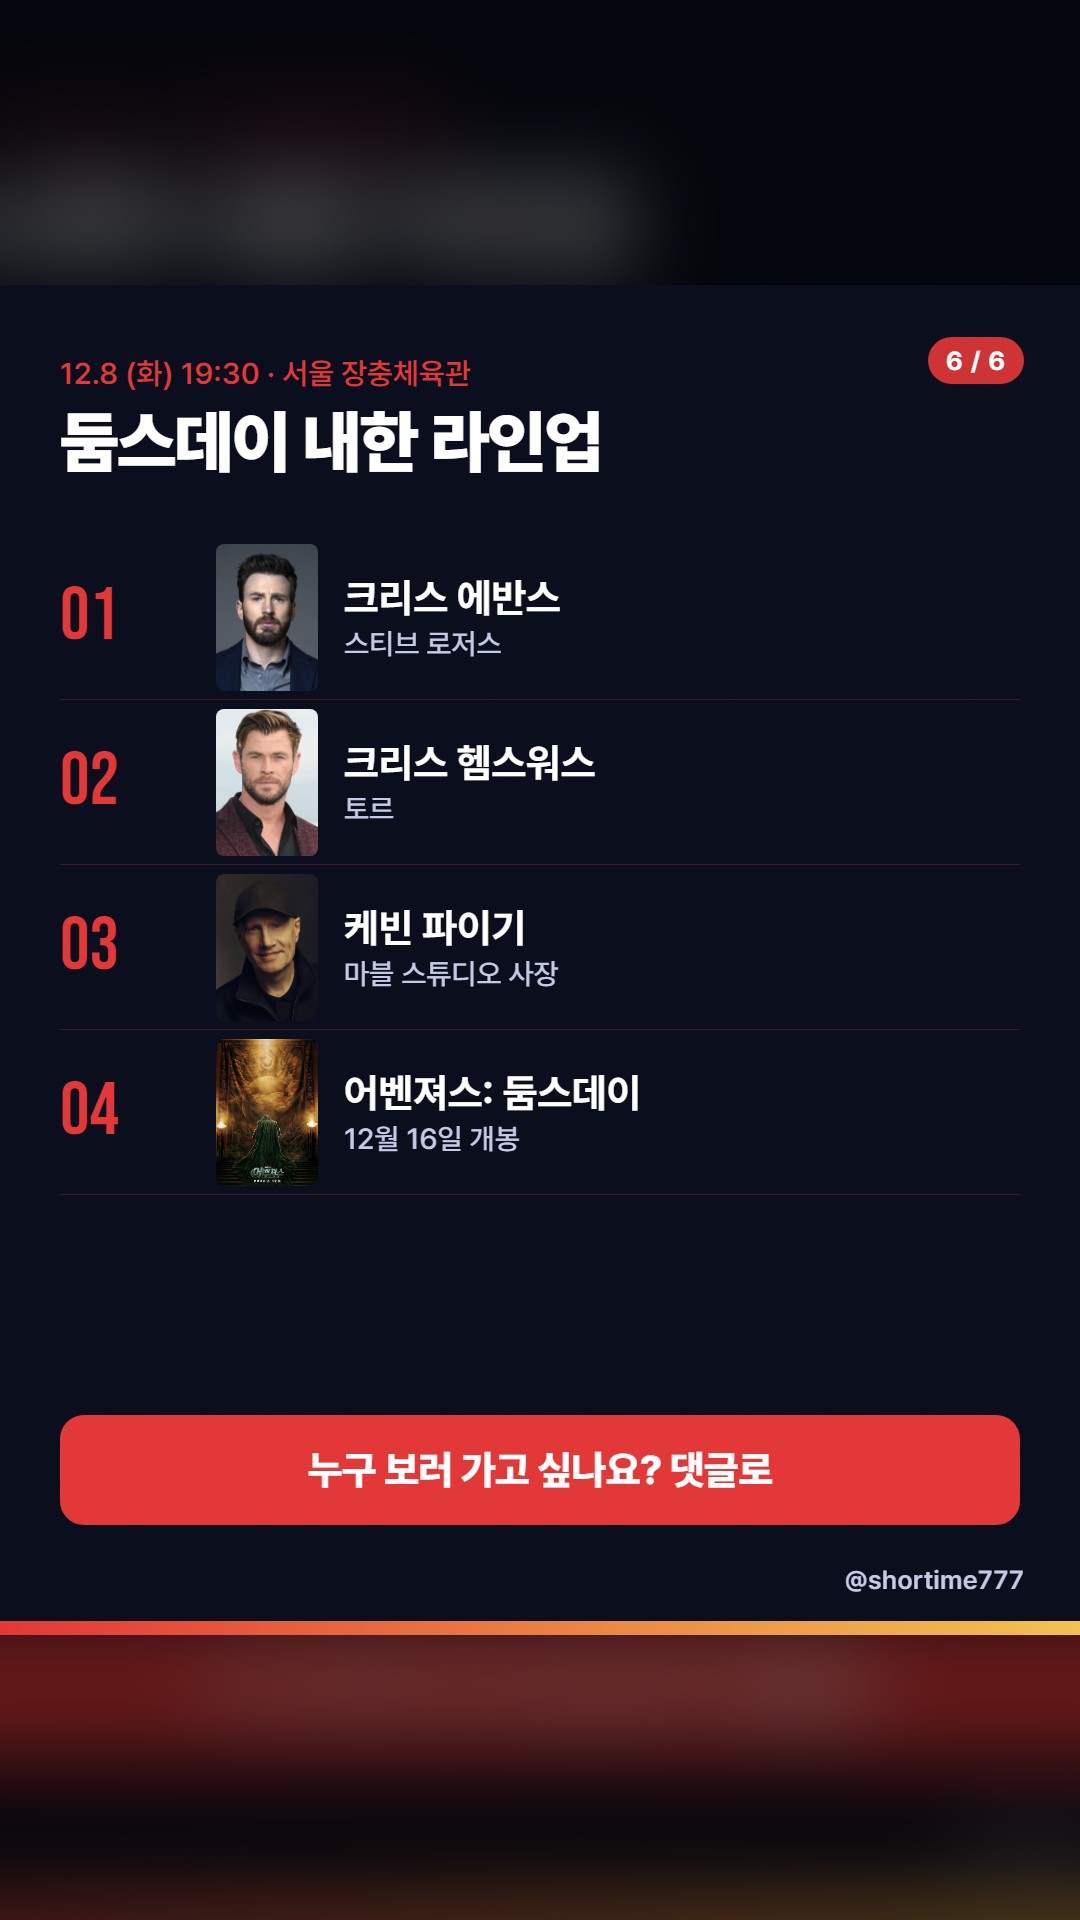 12.8 (화) 19:30 · 서울 장충체육관
6 / 6
둠스데이 내한 라인업
01
크리스 에반스
스티브 로저스
02
크리스 헴스워스
토르
03
케빈 파이기
마블 스튜디오 사장
04
어벤져스: 둠스데이
12월 16일 개봉
어벤져스
누구 보러 가고 싶나요? 댓글로
@shortime777